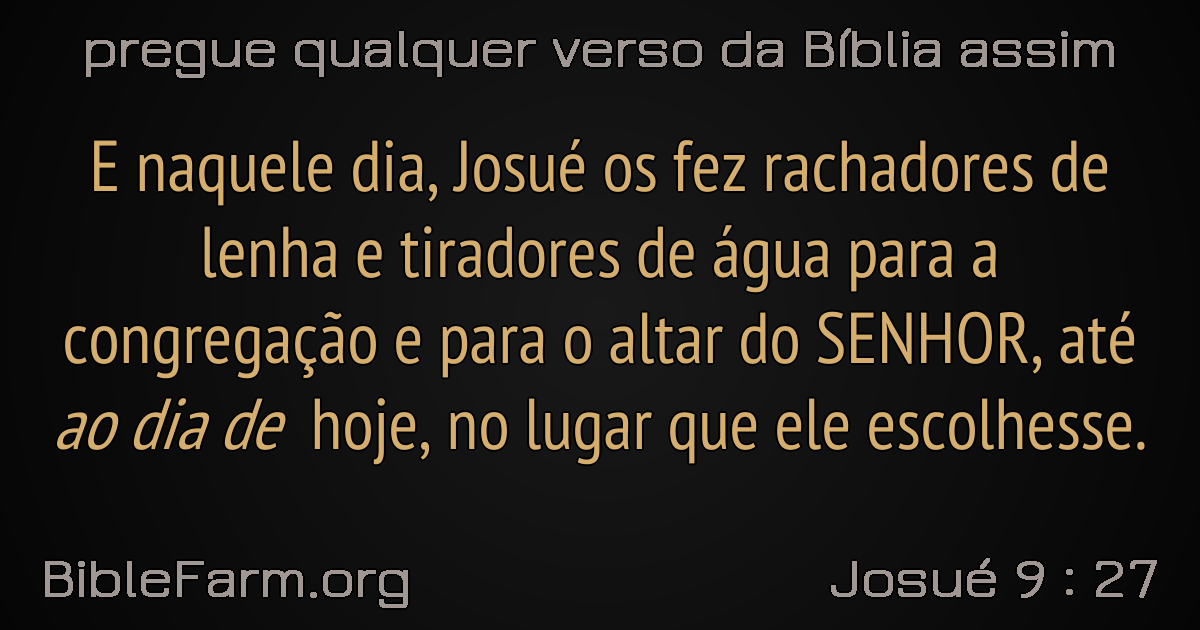 pregue qualquer verso da Bíblia assim
E naquele dia, Josué os fez rachadores de
lenha e tiradores de água para a
congregação e para o altar do SENHOR, até
ao dia de hoje, no lugar que ele escolhesse.
BibleFarm.org
Josué 9 : 27